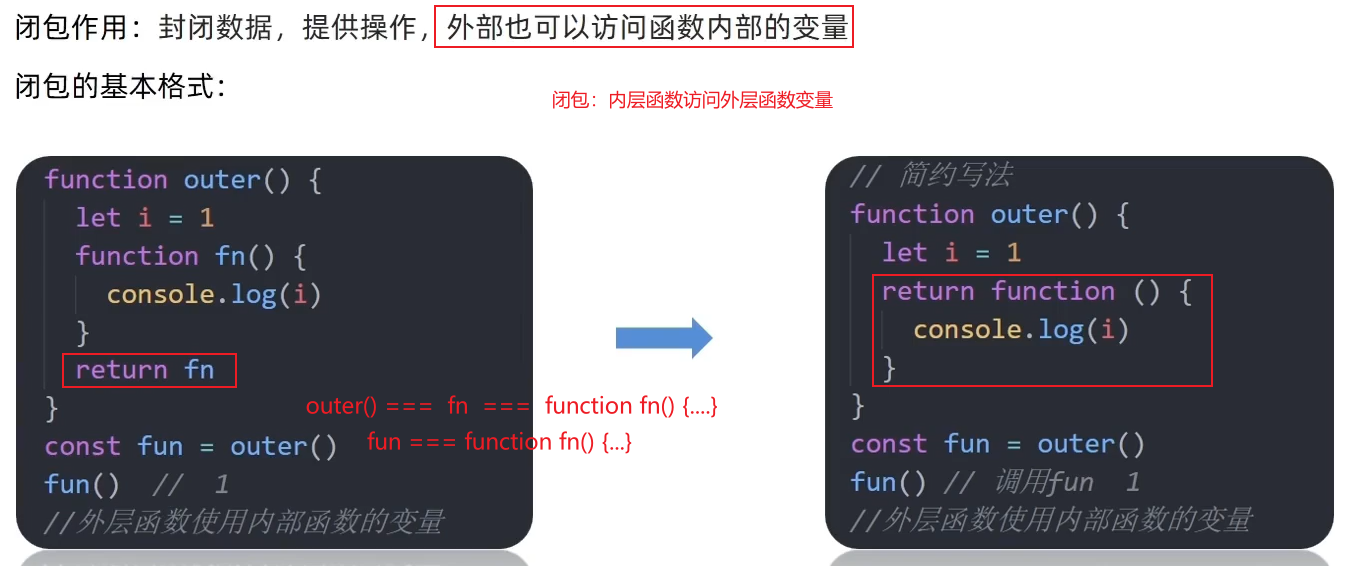 闭包作用：封闭数据，提供操作，外部也可以访问函数内部的变量
闭包的基本格式：
闭包：内层函数访问外层函数变量
function outer() {
let i = 1
function fn() {
console.log(i)
}
return fn
}
outer() === fn === function fn() {....}
const fun = outer()
fun === function fn() {...}
fun() // 1
//外层函数使用内部函数的变量
// 简约写法
function outer() {
let i = 1
return function () {
console.log(i)
}
}
const fun = outer()
fun() // 调用fun 1
//外层函数使用内部函数的变量